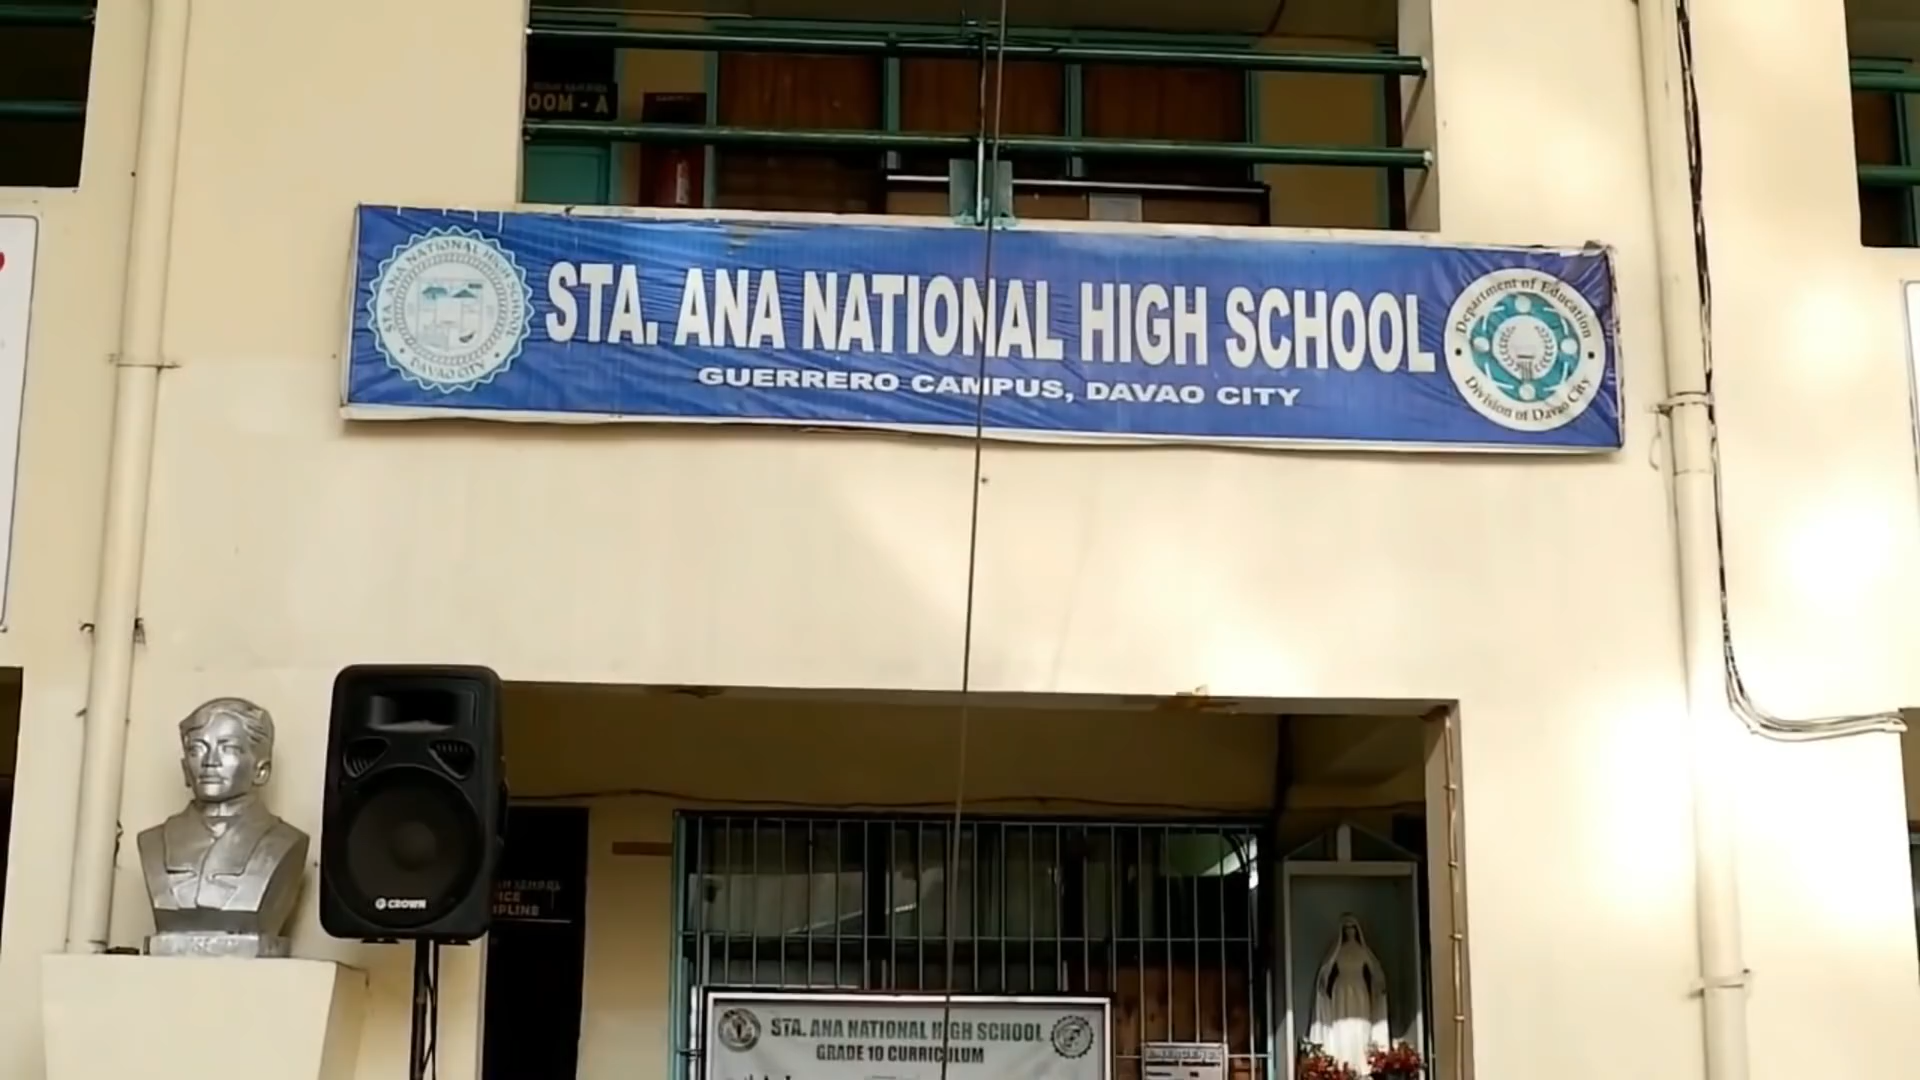 OOM - A
STA. ANA NATIONAL HIGH SCHOOL
DAVAO CITY
STA. ANA NATIONAL HIGH SCHOOL
GUERRERO CAMPUS, DAVAO CITY
Department of Education
Division of Davao City
CROWN
STA. ANA NATIONAL HIGH SCHOOL
GRADE 10 CURRICULUM